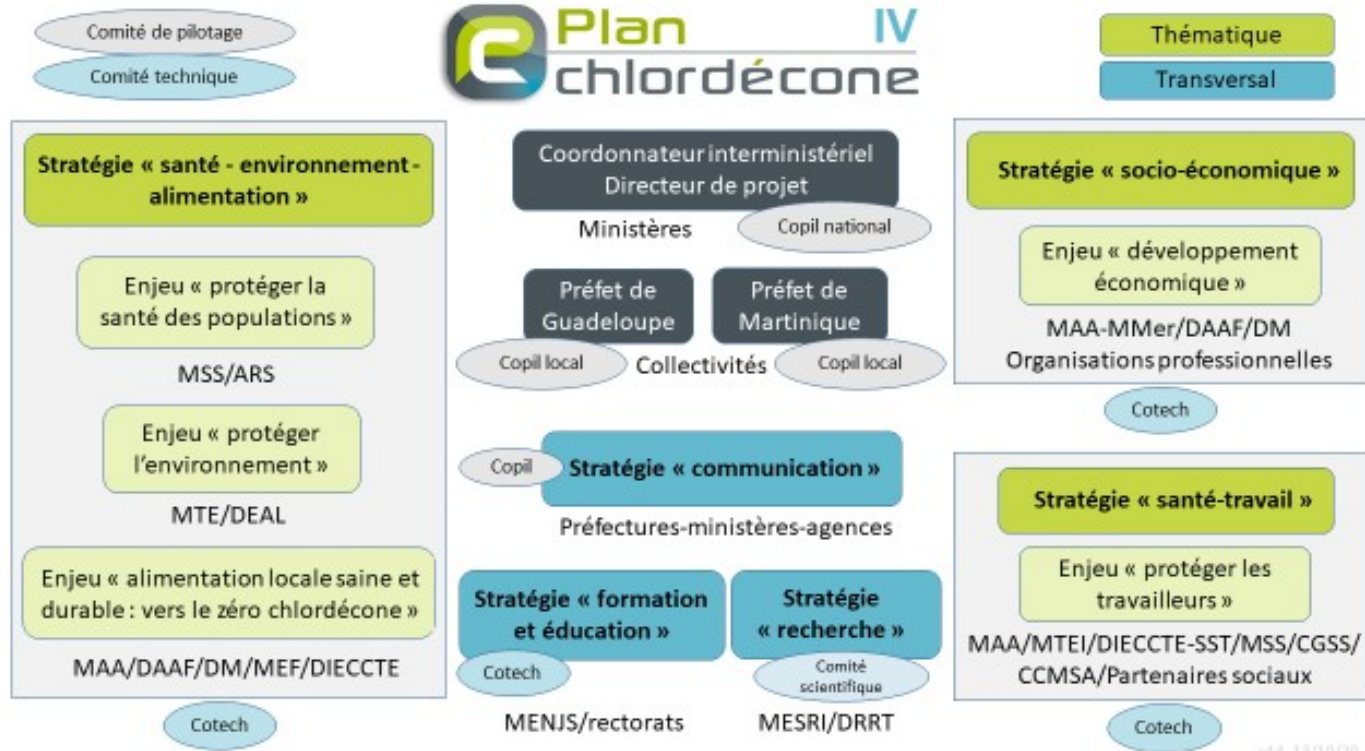 Comité de pilotage
Comité technique
Plan IV
chlordécone
Thématique
Transversal
Stratégie « santé - environnement -
alimentation »
Enjeu « protéger la
santé des populations »
MSS/ARS
Enjeu « protéger
l'environnement »
MTE/DEAL
Enjeu « alimentation locale saine et
durable : vers le zéro chlordécone »
MAA/DAAF/DM/MEF/DIECCTE
Cotech
Coordonnateur interministériel
Directeur de projet
Ministères
Copil national
Préfet de
Guadeloupe
Préfet de
Martinique
Copil local
Collectivités
Copil local
Copil
Stratégie « communication »
Préfectures-ministères-agences
Stratégie « formation
et éducation »
Cotech
MENJS/rectorats
Stratégie
« recherche »
Comité
scientifique
MESRI/DRRT
Stratégie « socio-économique »
Enjeu « développement
économique »
MAA-MMer/DAAF/DM
Organisations professionnelles
Cotech
Stratégie « santé-travail »
Enjeu « protéger les
travailleurs »
MAA/MTEI/DIECCTE-SST/MSS/CGSS/
CCMSA/Partenaires sociaux
Cotech